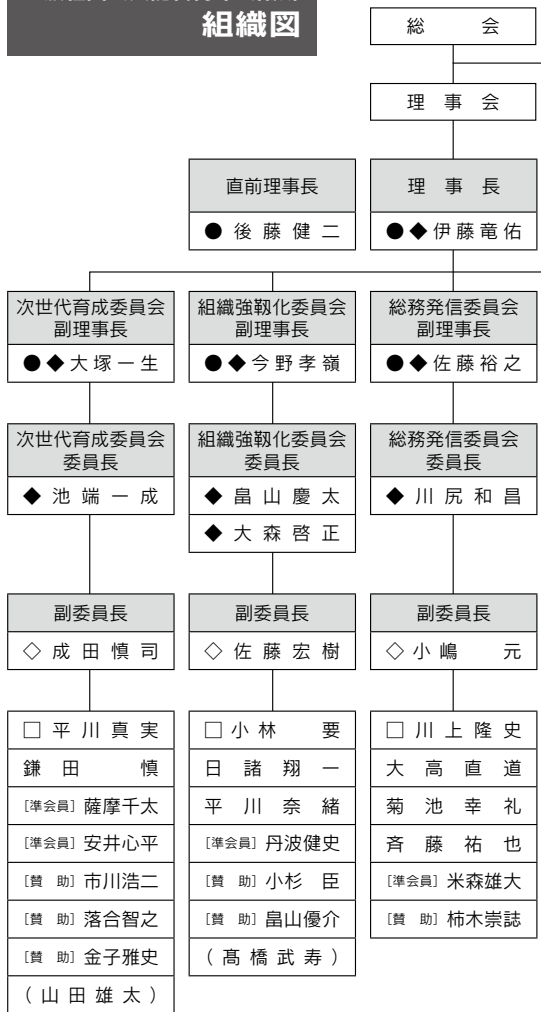 組織図
総会
理事会
直前理事長
●後藤健二
理事長
●◆伊藤竜佑
次世代育成委員会
副理事長
●◆大塚一生
組織強靱化委員会
副理事長
●◆今野孝嶺
総務発信委員会
副理事長
●◆佐藤裕之
次世代育成委員会
委員長
◆池端一成
組織強靱化委員会
委員長
◆畠山慶太
◆大森啓正
総務発信委員会
委員長
◆川尻和昌
副委員長
◇成田慎司
副委員長
◇佐藤宏樹
副委員長
◇小嶋 元
□平川真実
鎌田 慎
[準会員] 薩摩千太
[準会員] 安井心平
[賛 助] 市川浩二
[賛 助] 落合智之
[賛 助] 金子雅史
(山田雄太)
□小林 要
日諸翔一
平川奈緒
[準会員] 丹波健史
[賛 助] 小杉 臣
[賛 助] 畠山優介
(髙橋武寿)
□川上隆史
大高直道
菊池幸礼
斉藤祐也
[準会員] 米森雄大
[賛 助] 柿木崇誌